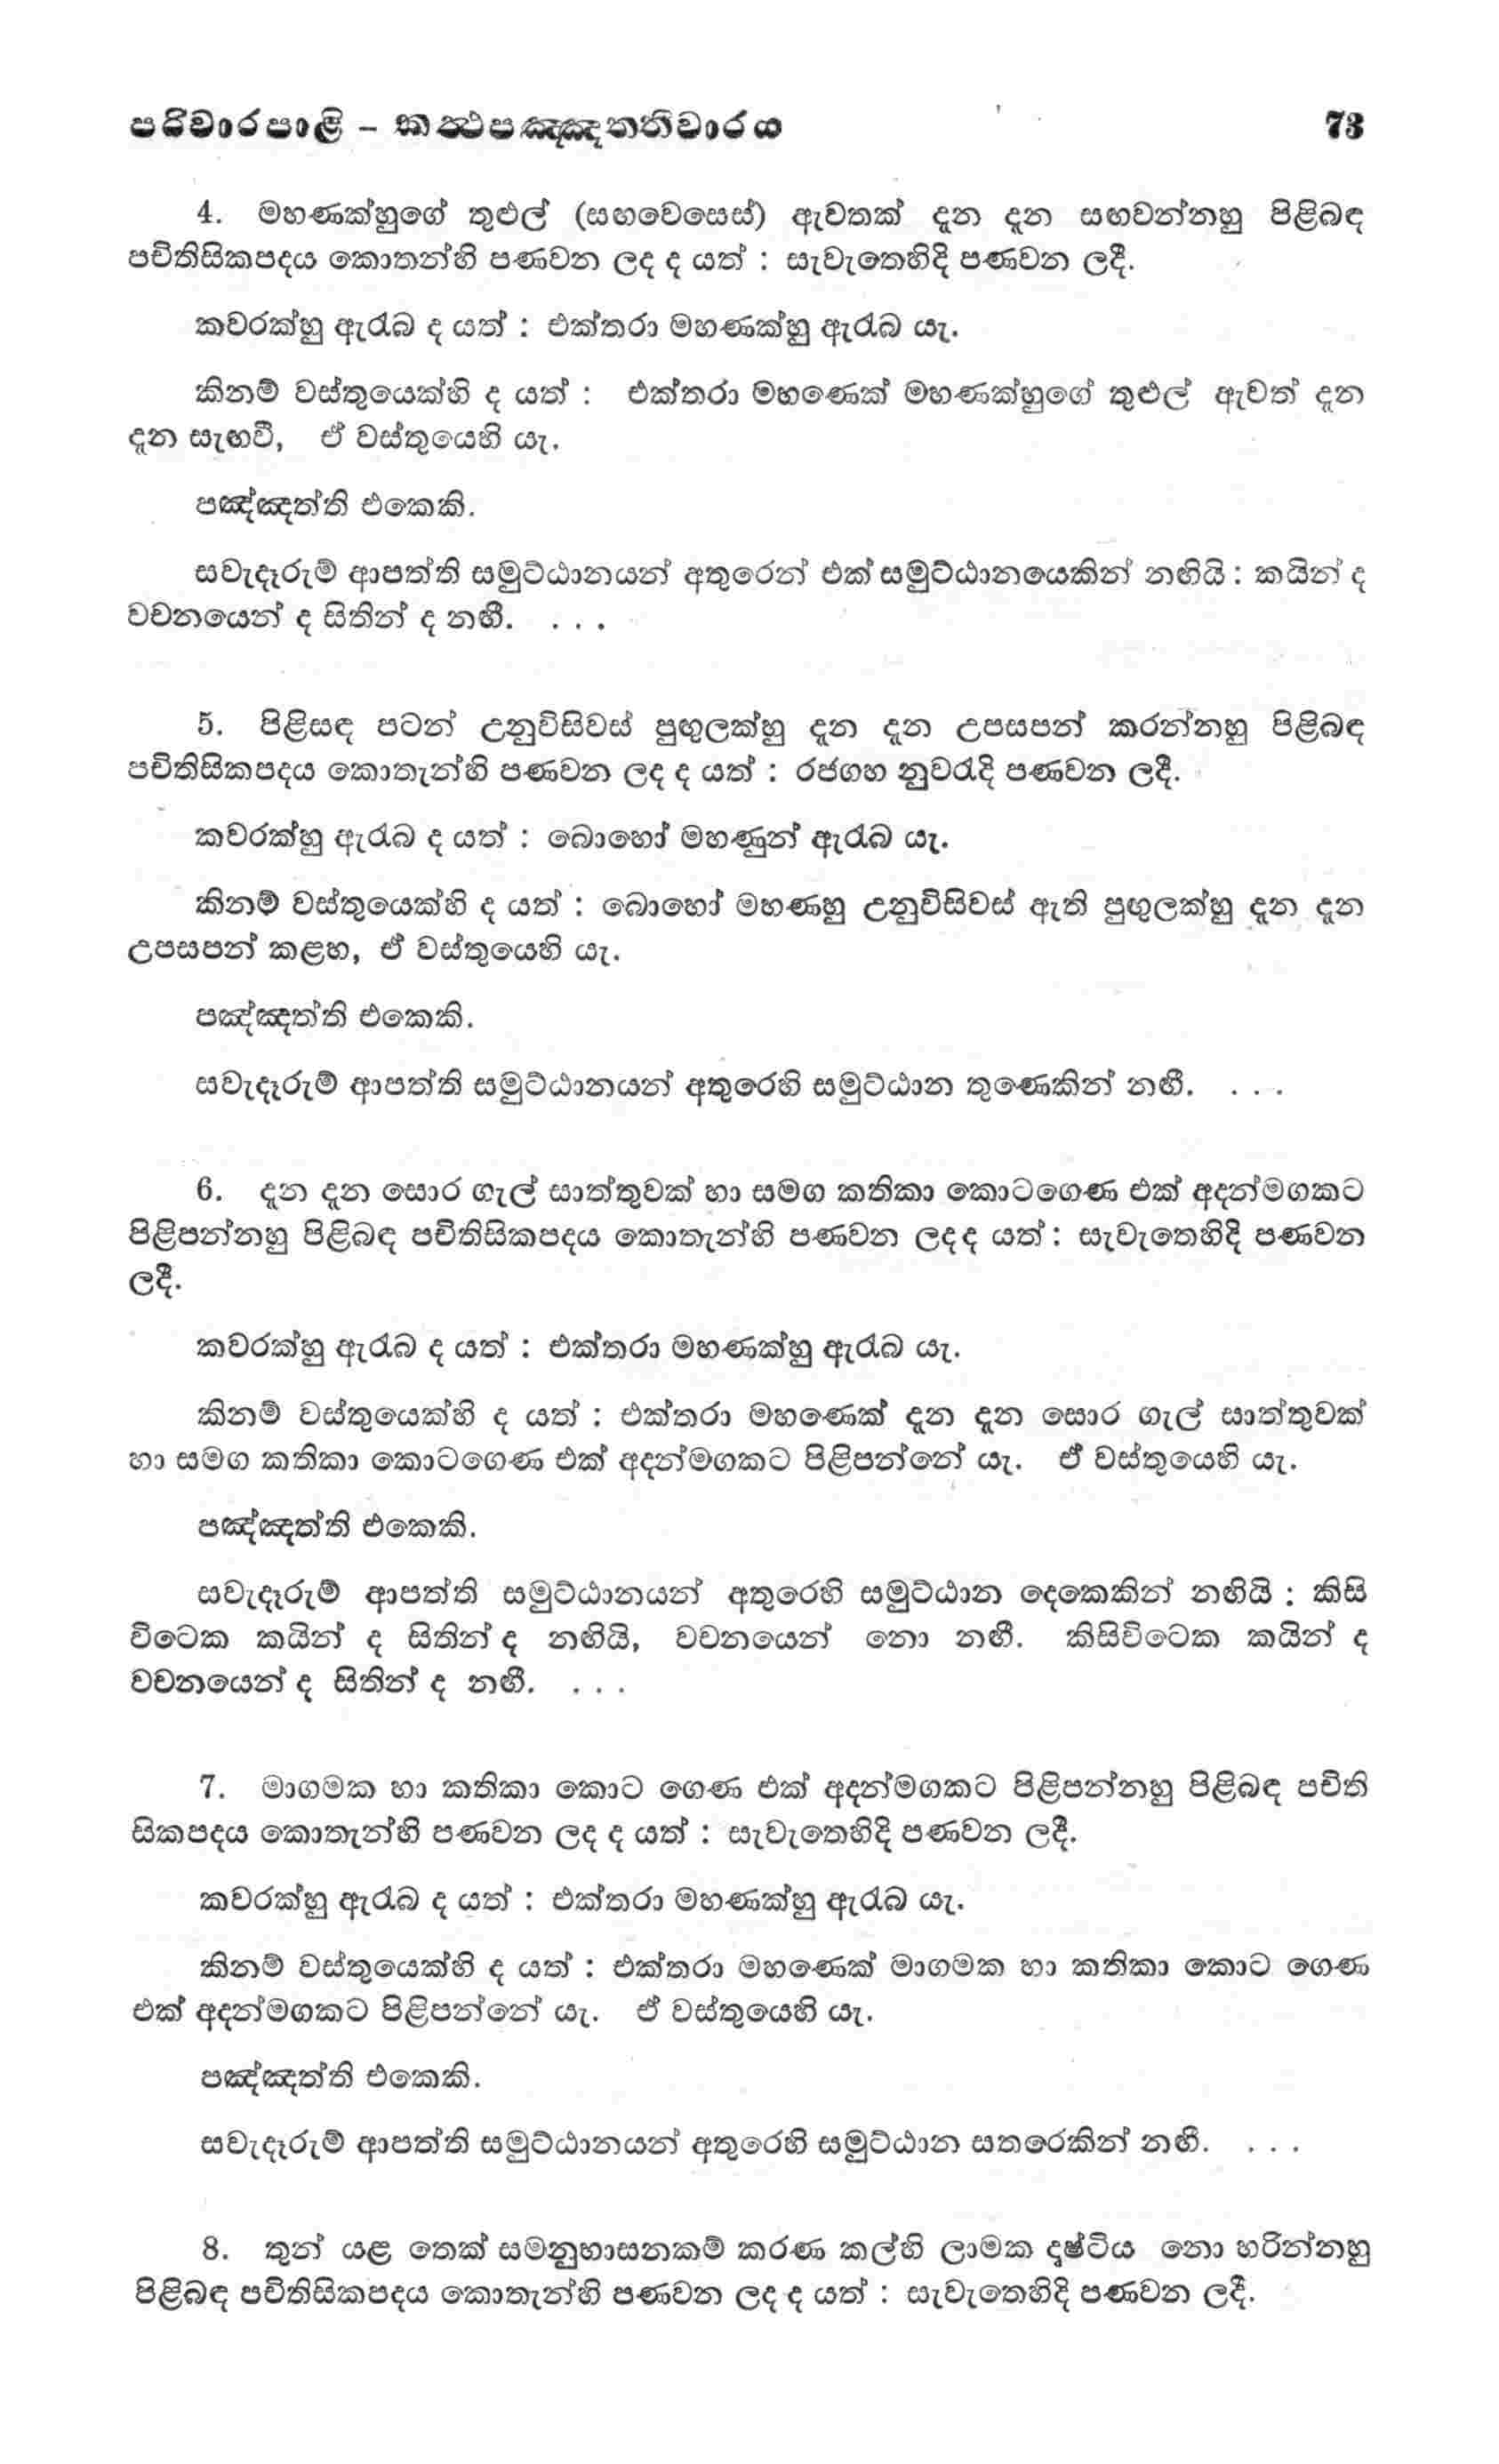 පරිවාරපාළි – කත්‍ථපඤ්ඤත්තිවාරය 73
4. මහණක්හුගේ තුළුල් (සඟවෙසෙස්) ඇවතක් දැන දැන සඟවන්නහු පිළිබඳ
පචිතිසිකපදය කොතන්හි පණවන ලද ද යත් : සැවැතෙහිදි පණවන ලදී.
කවරක්හු ඇරැබ ද යත් : එක්තරා මහණක්හු ඇරැබ යැ.
කිනම් වස්තුයෙක්හි ද යත් : එක්තරා මහණෙක් මහණක්හුගේ තුළුල් ඇවත් දැන
දැන සැඟවී, ඒ වස්තුයෙහි යැ.
පඤ්ඤත්ති එකෙකි.
සවැදෑරුම් ආපත්ති සමුට්ඨානයන් අතුරෙන් එක් සමුට්ඨානයෙකින් නඟියි : කයින් ද
වචනයෙන් ද සිතින් ද නඟී. . . .
5. පිළිසඳ පටන් උනුවිසිවස් පුඟුලක්හු දැන දැන උපසපන් කරන්නහු පිළිබඳ
පචිතිසිකපදය කොතැන්හි පණවන ලද ද යත් : රජගහ නුවරැදි පණවන ලදී.
කවරක්හු ඇරැබ ද යත් : බොහෝ මහණුන් ඇරැබ යැ.
කිනම් වස්තුයෙක්හි ද යත් : බොහෝ මහණහු උනුවිසිවස් ඇති පුඟුලක්හු දැන දැන
උපසපන් කළහ, ඒ වස්තුයෙහි යැ.
පඤ්ඤත්ති එකෙකි.
සවැදෑරුම් ආපත්ති සමුට්ඨානයන් අතුරෙහි සමුට්ඨාන තුණෙකින් නඟී. . . .
6. දැන දැන සොර ගැල් සාත්තුවක් හා සමග කතිකා කොටගෙණ එක් අදන්මගකට
පිළිපන්නහු පිළිබඳ පචිතිසිකපදය කොතැන්හි පණවන ලදද යත් : සැවැතෙහිදි පණවන
ලදී.
කවරක්හු ඇරැබ ද යත් : එක්තරා මහණක්හු ඇරැබ යැ.
කිනම් වස්තුයෙක්හි ද යත් : එක්තරා මහණෙක් දැන දැන සොර ගැල් සාත්තුවක්
හා සමග කතිකා කොටගෙණ එක් අදන්මගකට පිළිපන්නේ යැ. ඒ වස්තුයෙහි යැ.
පඤ්ඤත්ති එකෙකි.
සවැදෑරුම් ආපත්ති සමුට්ඨානයන් අතුරෙහි සමුට්ඨාන දෙකෙකින් නඟියි : කිසි
විටෙක කයින් ද සිතින් ද නඟියි, වචනයෙන් නො නඟී. කිසිවිටෙක කයින් ද
වචනයෙන් ද සිතින් ද නඟී. . . .
7. මාගමක හා කතිකා කොට ගෙණ එක් අදන්මගකට පිළිපන්නහු පිළිබඳ පචිති
සිකපදය කොතැන්හි පණවන ලද ද යත් : සැවැතෙහිදි පණවන ලදී.
කවරක්හු ඇරැබ ද යත් : එක්තරා මහණක්හු ඇරැබ යැ.
කිනම් වස්තුයෙක්හි ද යත් : එක්තරා මහණෙක් මාගමක හා කතිකා කොට ගෙණ
එක් අදන්මගකට පිළිපන්නේ යැ. ඒ වස්තුයෙහි යැ.
පඤ්ඤත්ති එකෙකි.
සවැදෑරුම් ආපත්ති සමුට්ඨානයන් අතුරෙහි සමුට්ඨාන සතරෙකින් නඟී. . . .
8. තුන් යළ තෙක් සමනුභාසනකම් කරණ කල්හි ලාමක දෘෂ්ටිය නො හරින්නහු
පිළිබඳ පචිතිසිකපදය කොතැන්හි පණවන ලද ද යත් : සැවැතෙහිදි පණවන ලදී.